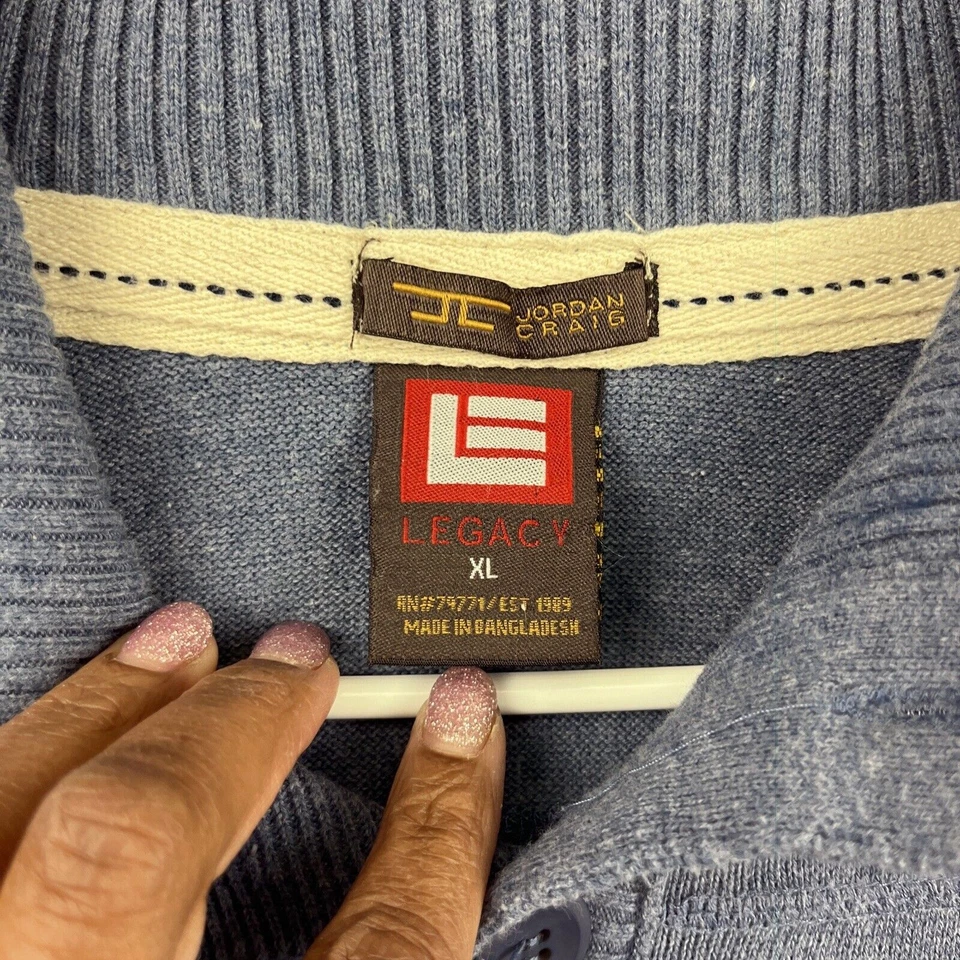 JORDAN
CRAIG
LEGACY
XL
RN#79771/EST 1989
MADE IN BANGLADESH